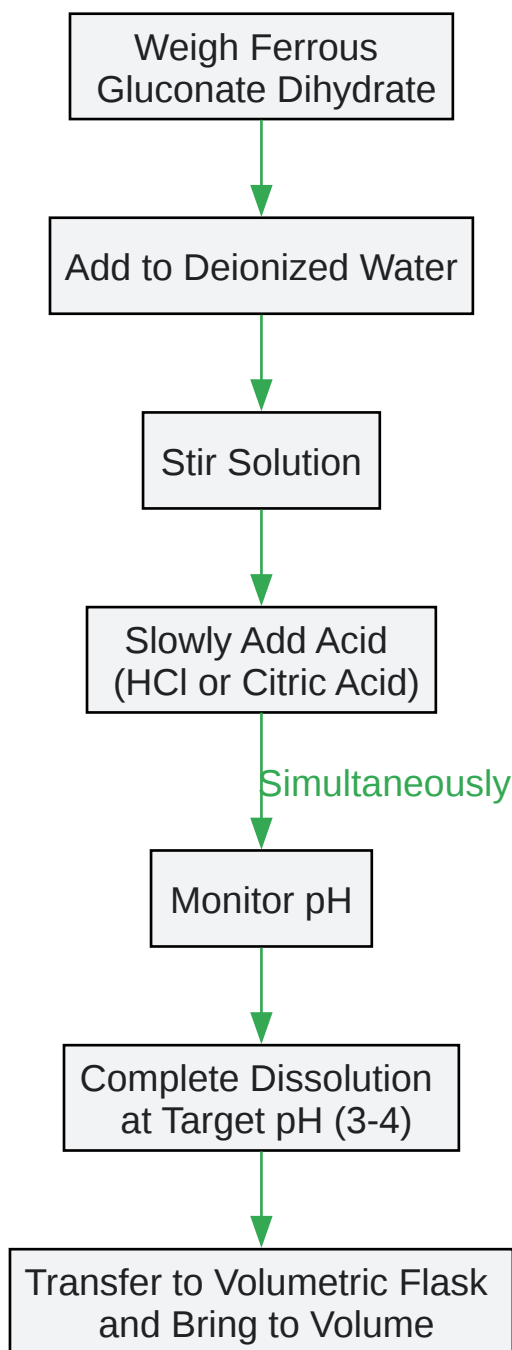 Weigh Ferrous
Gluconate Dihydrate
Add to Deionized Water
Stir Solution
Slowly Add Acid
(HCl or Citric Acid)
Simultaneously
Monitor pH
Complete Dissolution
at Target pH (3-4)
Transfer to Volumetric Flask
and Bring to Volume